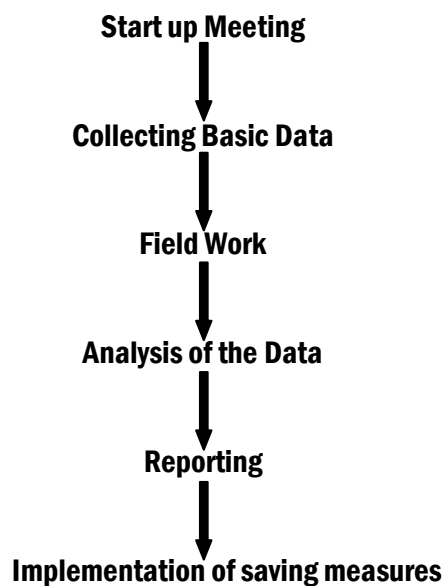 Start up Meeting
Collecting Basic Data
Field Work
Analysis of the Data
Reporting
Implementation of saving measures